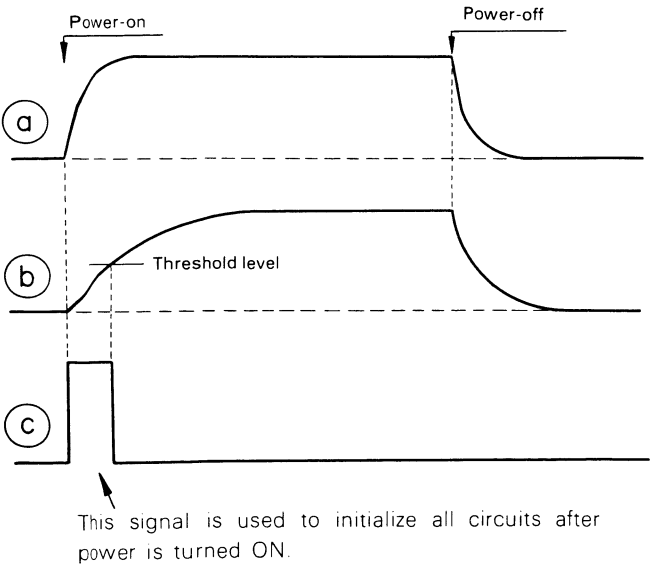 Power-on
Power-off
a
b
Threshold level
c
This signal is used to initialize all circuits after
power is turned ON.